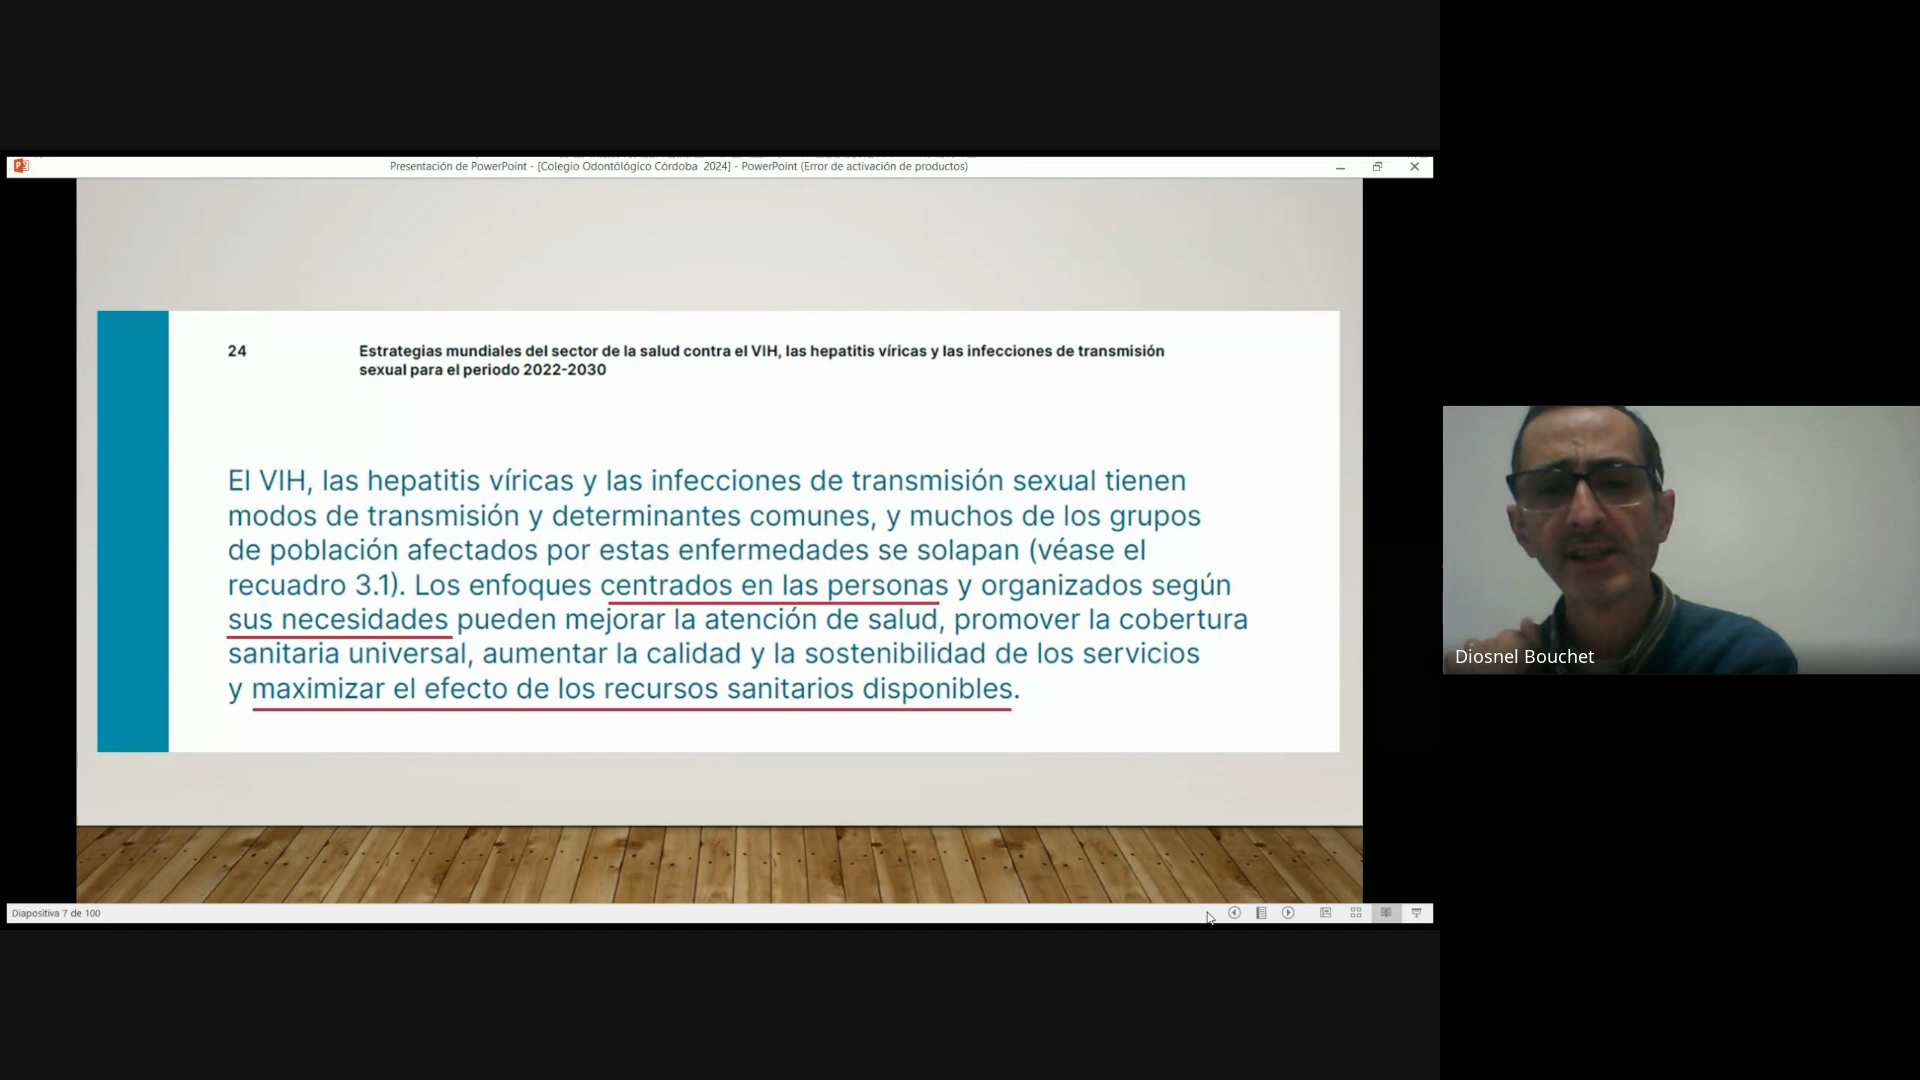 Presentación de PowerPoint - [Colegio Odontólógico Córdoba 2024] - PowerPoint (Error de activación de productos)
24
Estrategias mundiales del sector de la salud contra el VIH, las hepatitis víricas y las infecciones de transmisión
sexual para el periodo 2022-2030
El VIH, las hepatitis víricas y las infecciones de transmisión sexual tienen
modos de transmisión y determinantes comunes, y muchos de los grupos
de población afectados por estas enfermedades se solapan (véase el
recuadro 3.1). Los enfoques centrados en las personas y organizados según
sus necesidades pueden mejorar la atención de salud, promover la cobertura
sanitaria universal, aumentar la calidad y la sostenibilidad de los servicios
y maximizar el efecto de los recursos sanitarios disponibles.
Diosnel Bouchet
Diapositiva 7 de 100